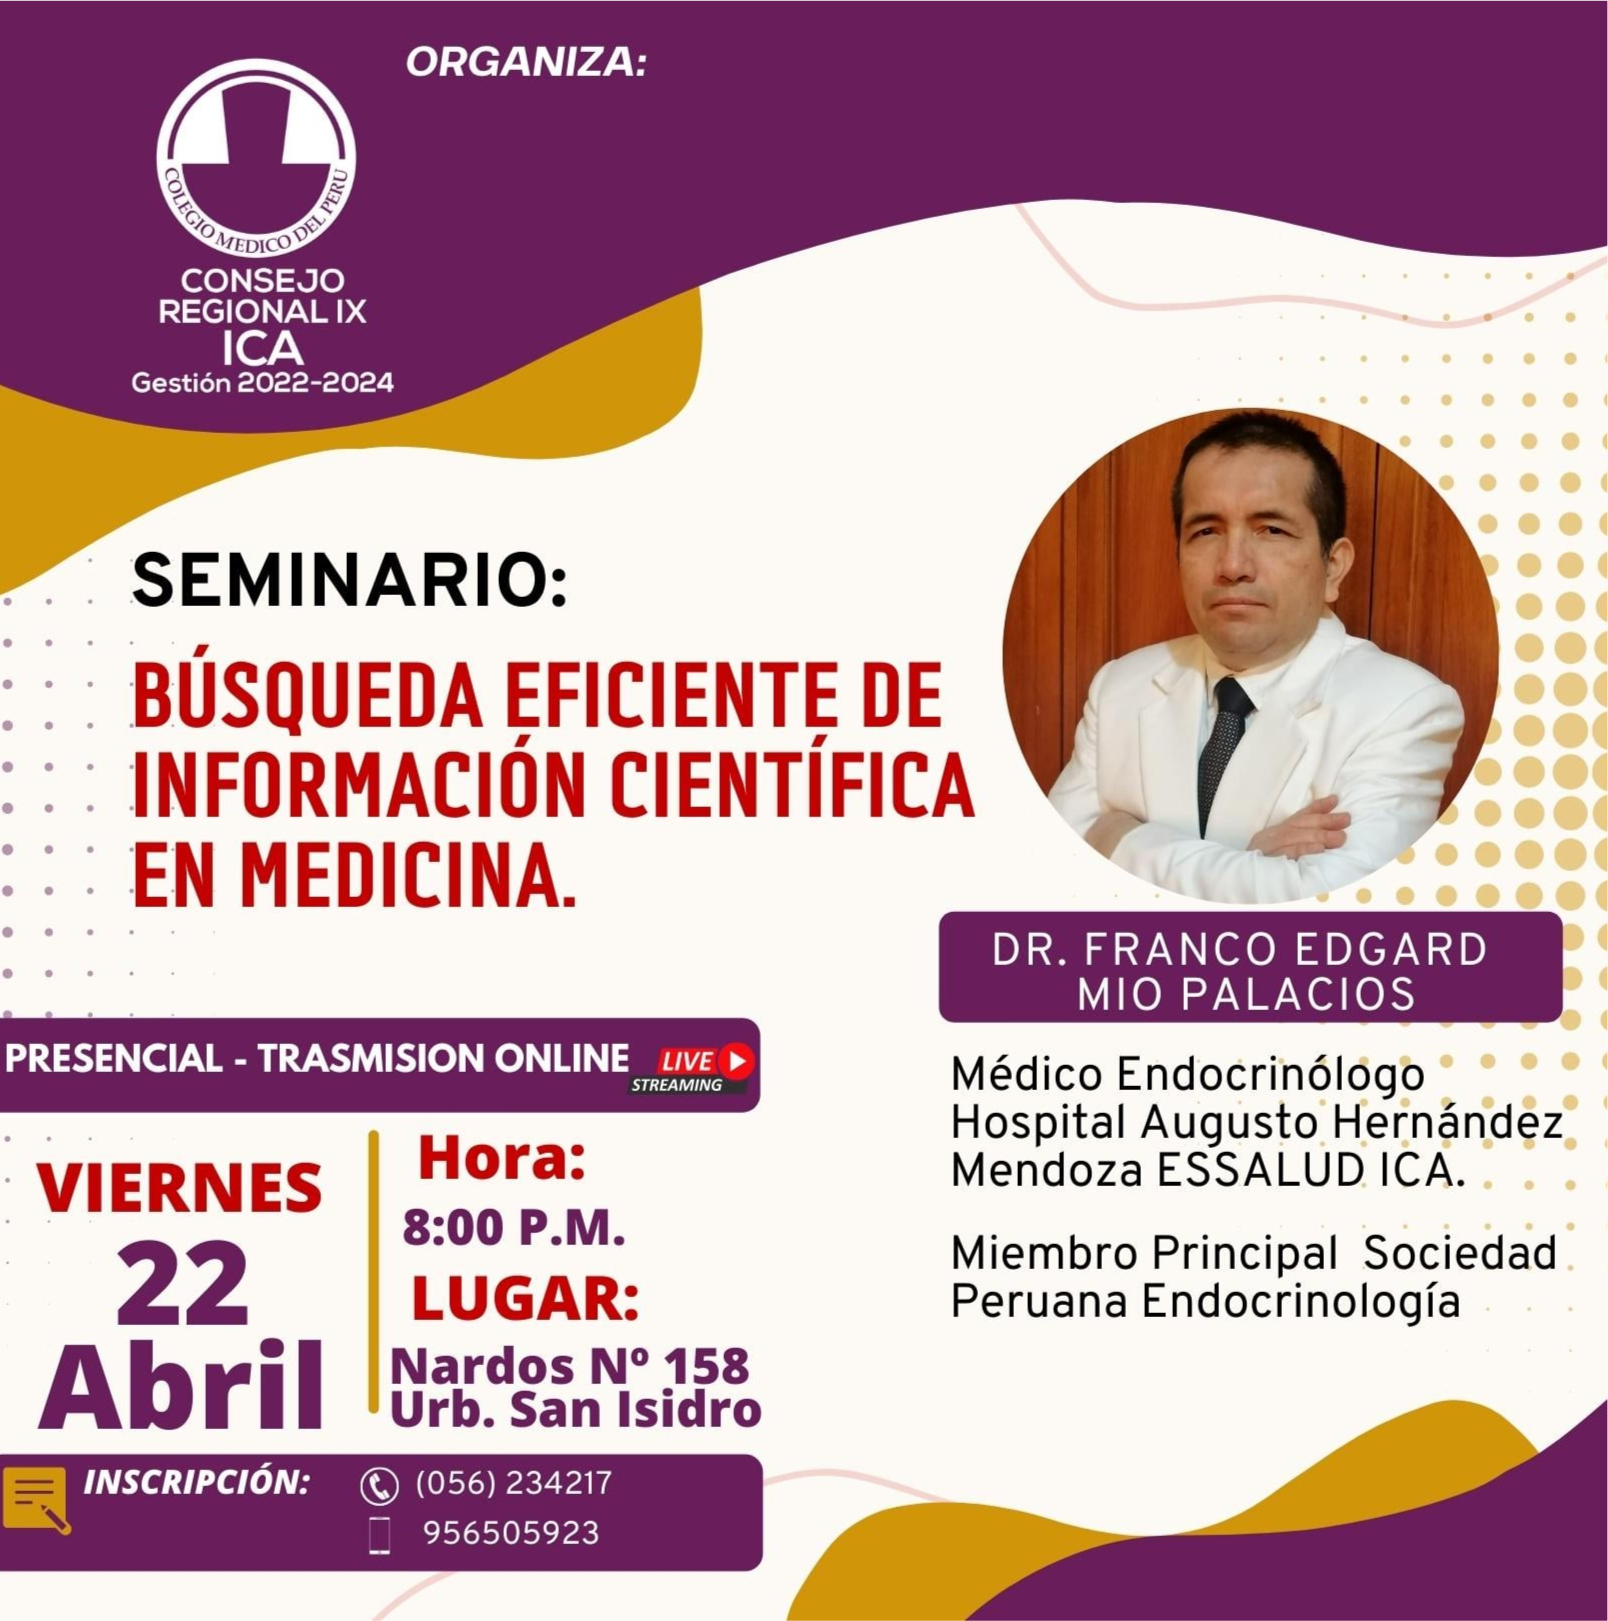 ORGANIZA:
COLEGIO MEDICO DEL PERU
CONSEJO
REGIONAL IX
ICA
Gestión 2022-2024
SEMINARIO:
BÚSQUEDA EFICIENTE DE
INFORMACIÓN CIENTÍFICA
EN MEDICINA.
DR. FRANCO EDGARD
MIO PALACIOS
Médico Endocrinólogo
Hospital Augusto Hernández
Mendoza ESSALUD ICA.
Miembro Principal Sociedad
Peruana Endocrinología
PRESENCIAL - TRASMISION ONLINE
LIVE
STREAMING
VIERNES
22
Abril
Hora:
8:00 P.M.
LUGAR:
Nardos Nº 158
Urb. San Isidro
INSCRIPCIÓN:
(056) 234217
956505923